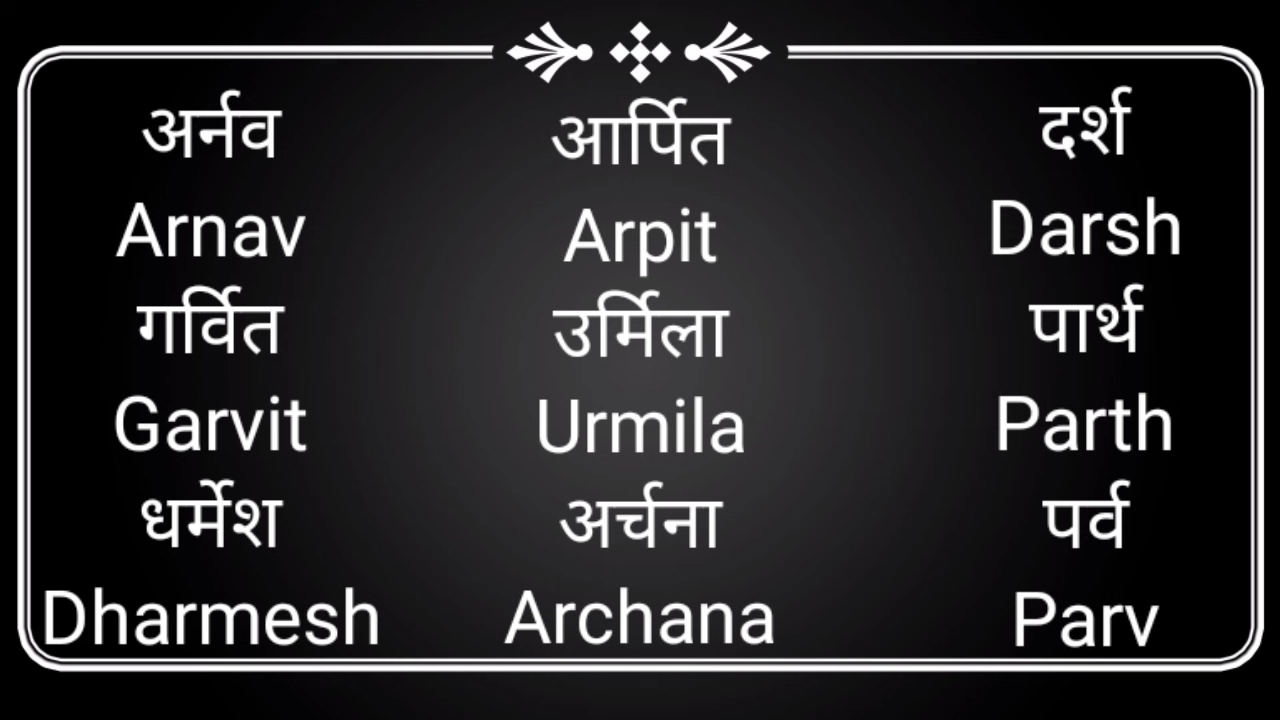 अर्नव आर्पित दर्श
Arnav Arpit Darsh
गर्वित उर्मिला पार्थ
Garvit Urmila Parth
धर्मेश अर्चना पर्व
Dharmesh Archana Parv